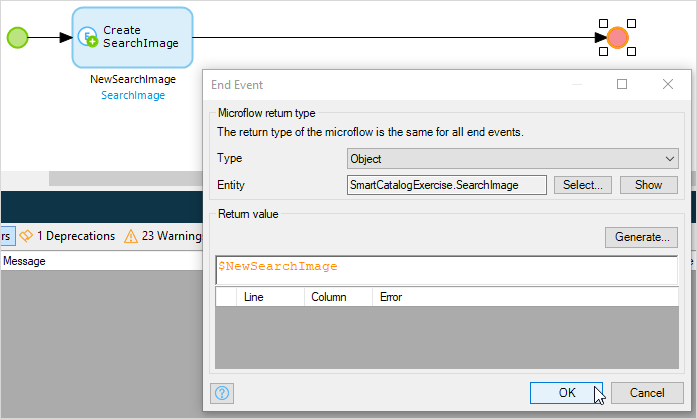 Create
SearchImage
NewSearchImage
SearchImage
End Event
Microflow return type
The return type of the microflow is the same for all end events.
Type
Object
Entity
SmartCatalogExercise.SearchImage
Select...
Show
Return value
Generate...
$NewSearchImage
Line Column Error
OK
Cancel
rs
1 Deprecations
23 Warning
Message